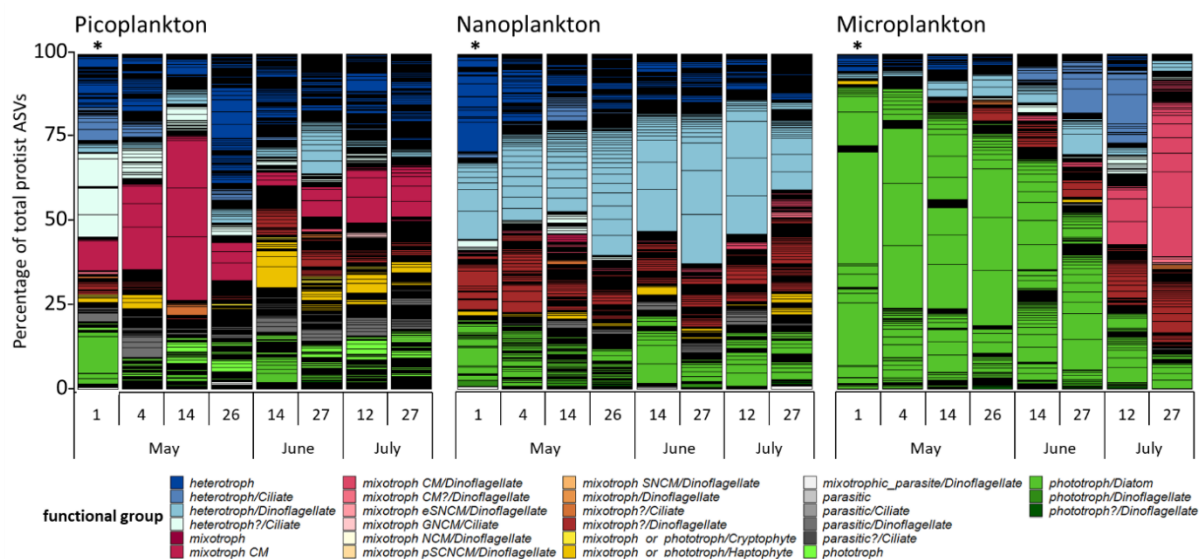 Picoplankton Nanoplankton Microplankton
* * *
Percentage of total protist ASVs
100
75
50
25
0
1 4 14 26 14 27 12 27 1 4 14 26 14 27 12 27 1 4 14 26 14 27 12 27
May June July May June July May June July
functional group
heterotroph
heterotroph/Ciliate
heterotroph/Dinoflagellate
heterotroph?/Ciliate
mixotroph
mixotroph CM
mixotroph CM/Dinoflagellate
mixotroph CM?/Dinoflagellate
mixotroph eSNCM/Dinoflagellate
mixotroph GNCM/Ciliate
mixotroph NCM/Dinoflagellate
mixotroph pSCNCM/Dinoflagellate
mixotroph SNCM/Dinoflagellate
mixotroph/Dinoflagellate
mixotroph?/Ciliate
mixotroph?/Dinoflagellate
mixotroph or phototroph/Cryptophyte
mixotroph or phototroph/Haptophyte
mixotrophic_parasite/Dinoflagellate
parasitic
parasitic/Ciliate
parasitic/Dinoflagellate
parasitic?/Ciliate
phototroph
phototroph/Diatom
phototroph/Dinoflagellate
phototroph?/Dinoflagellate